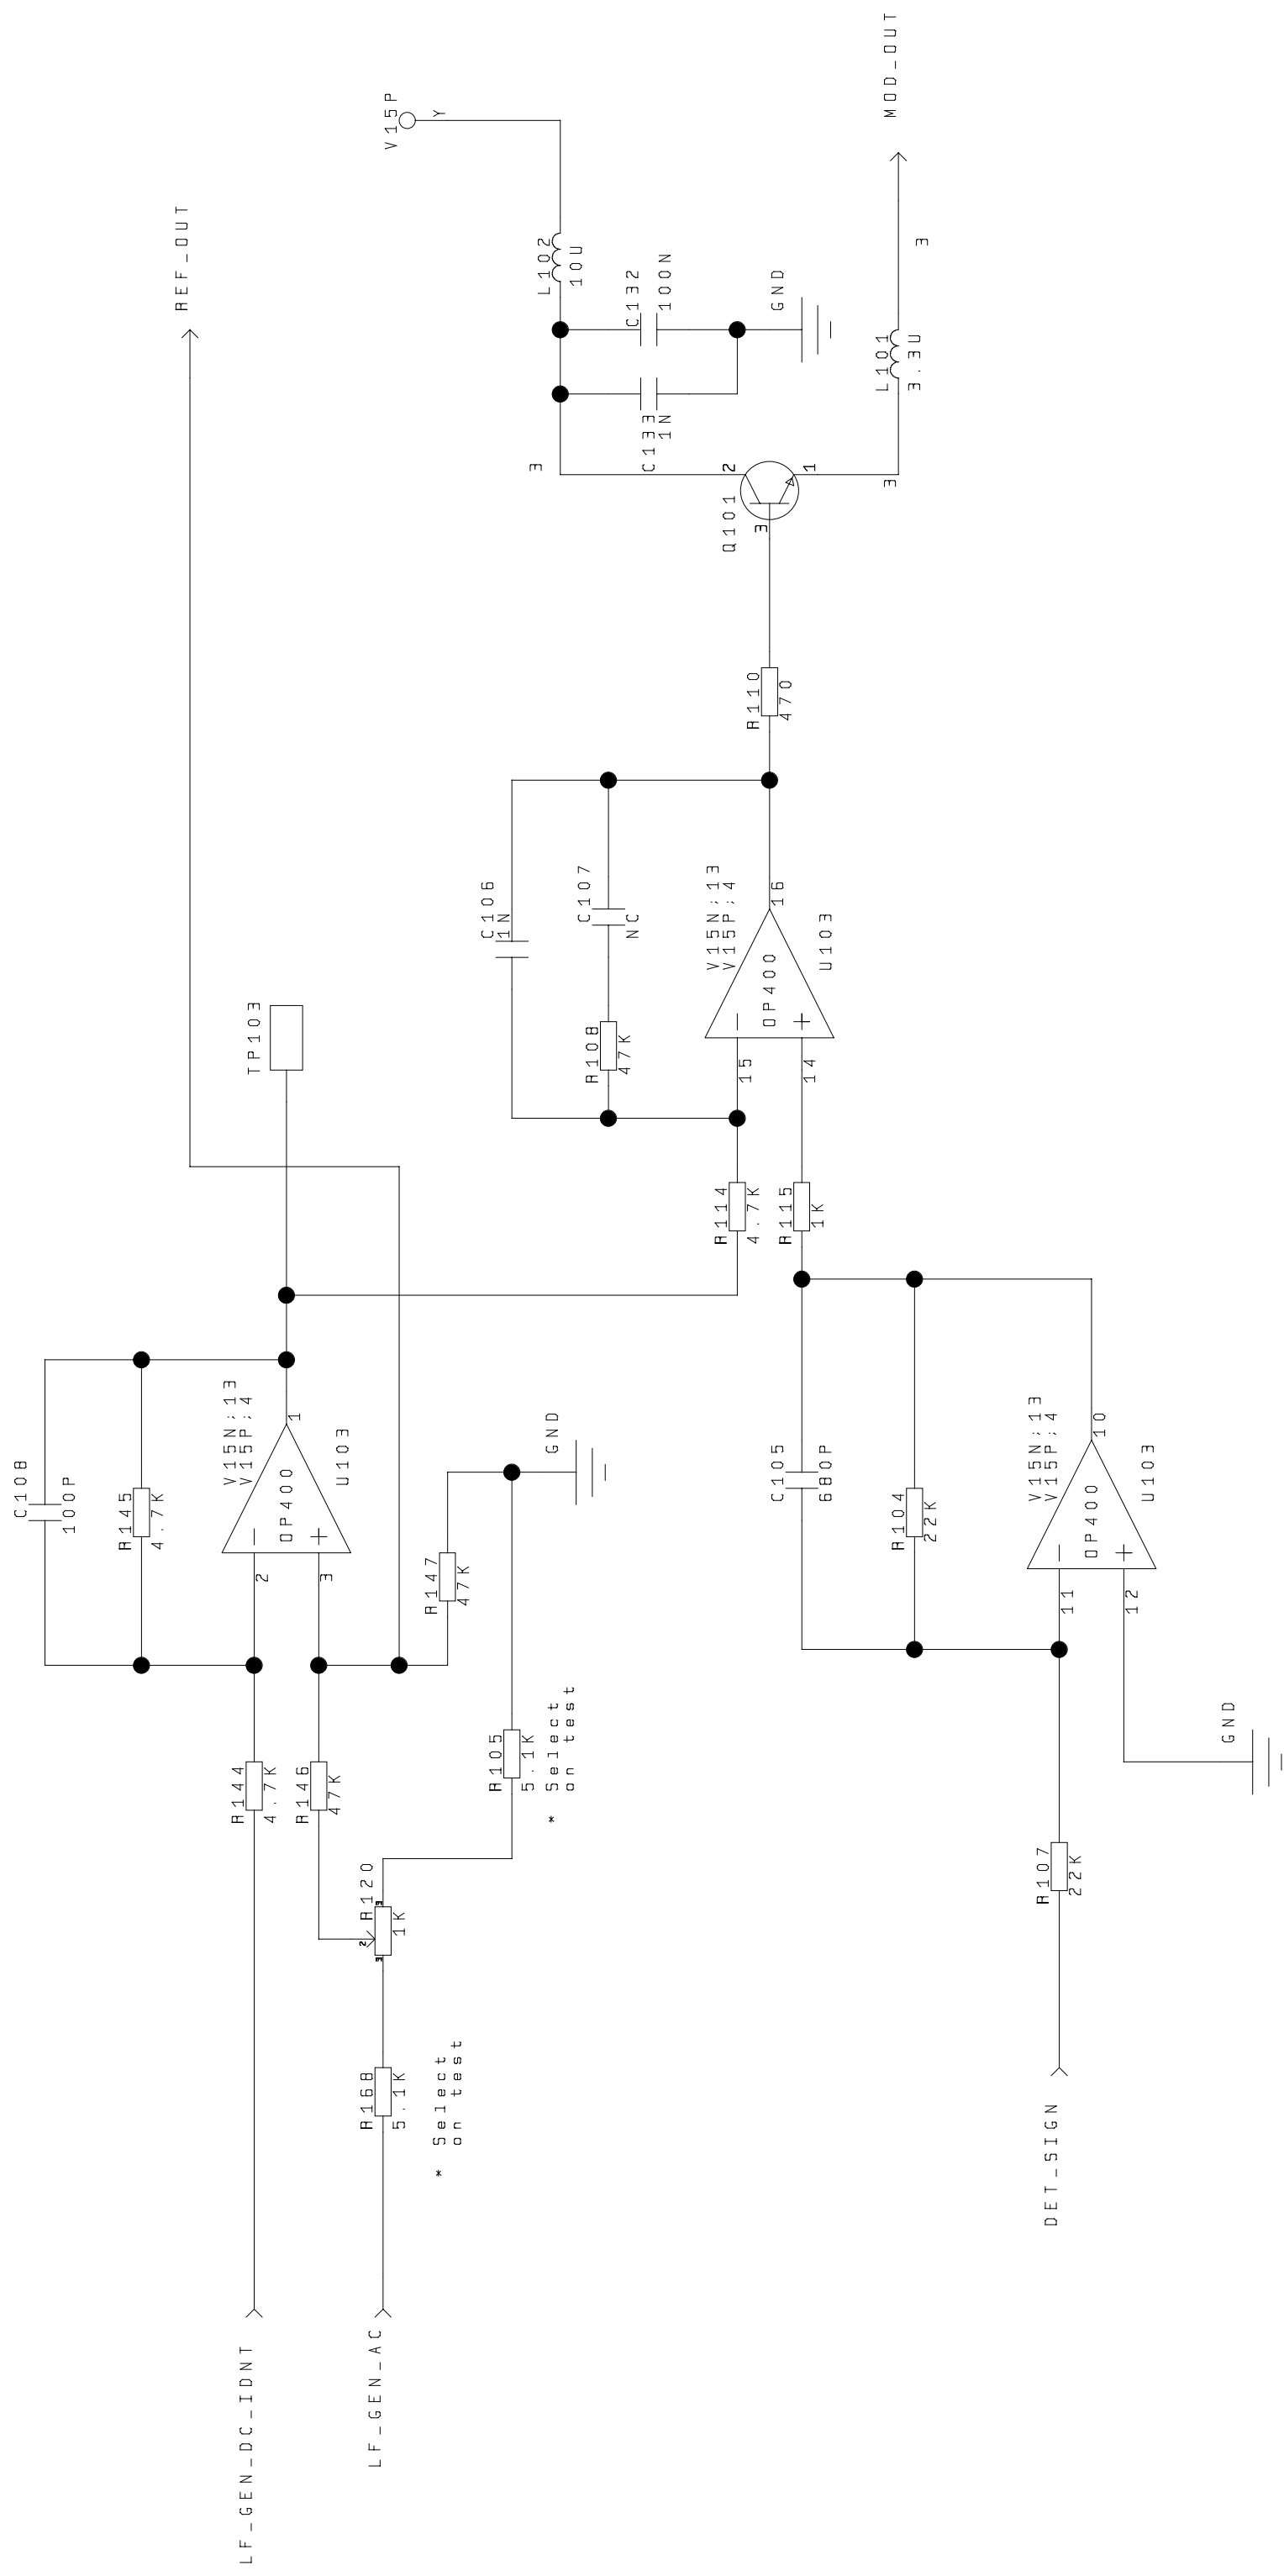 LF_GEN_DC_IDNT
LF_GEN_AC
DET_SIGN
REF_OUT
MOD_OUT
V15P
Y
C108
100P
R145
4.7K
R144
4.7K
R146
47K
V15N;13
V15P;4
OP400
U103
2
3
1
TP103
R147
47K
GND
R105
5.1K
* Select
on test
R120
1K
2
R168
5.1K
* Select
on test
C105
680P
R104
22K
R107
22K
V15N;13
V15P;4
OP400
U103
11
12
10
GND
R114
4.7K
R115
1K
C106
1N
C107
NC
R108
47K
V15N;13
V15P;4
OP400
U103
15
14
16
R110
470
Q101
3
2
1
3
3
L102
10U
C132
100N
C133
1N
GND
L101
3.3U
3